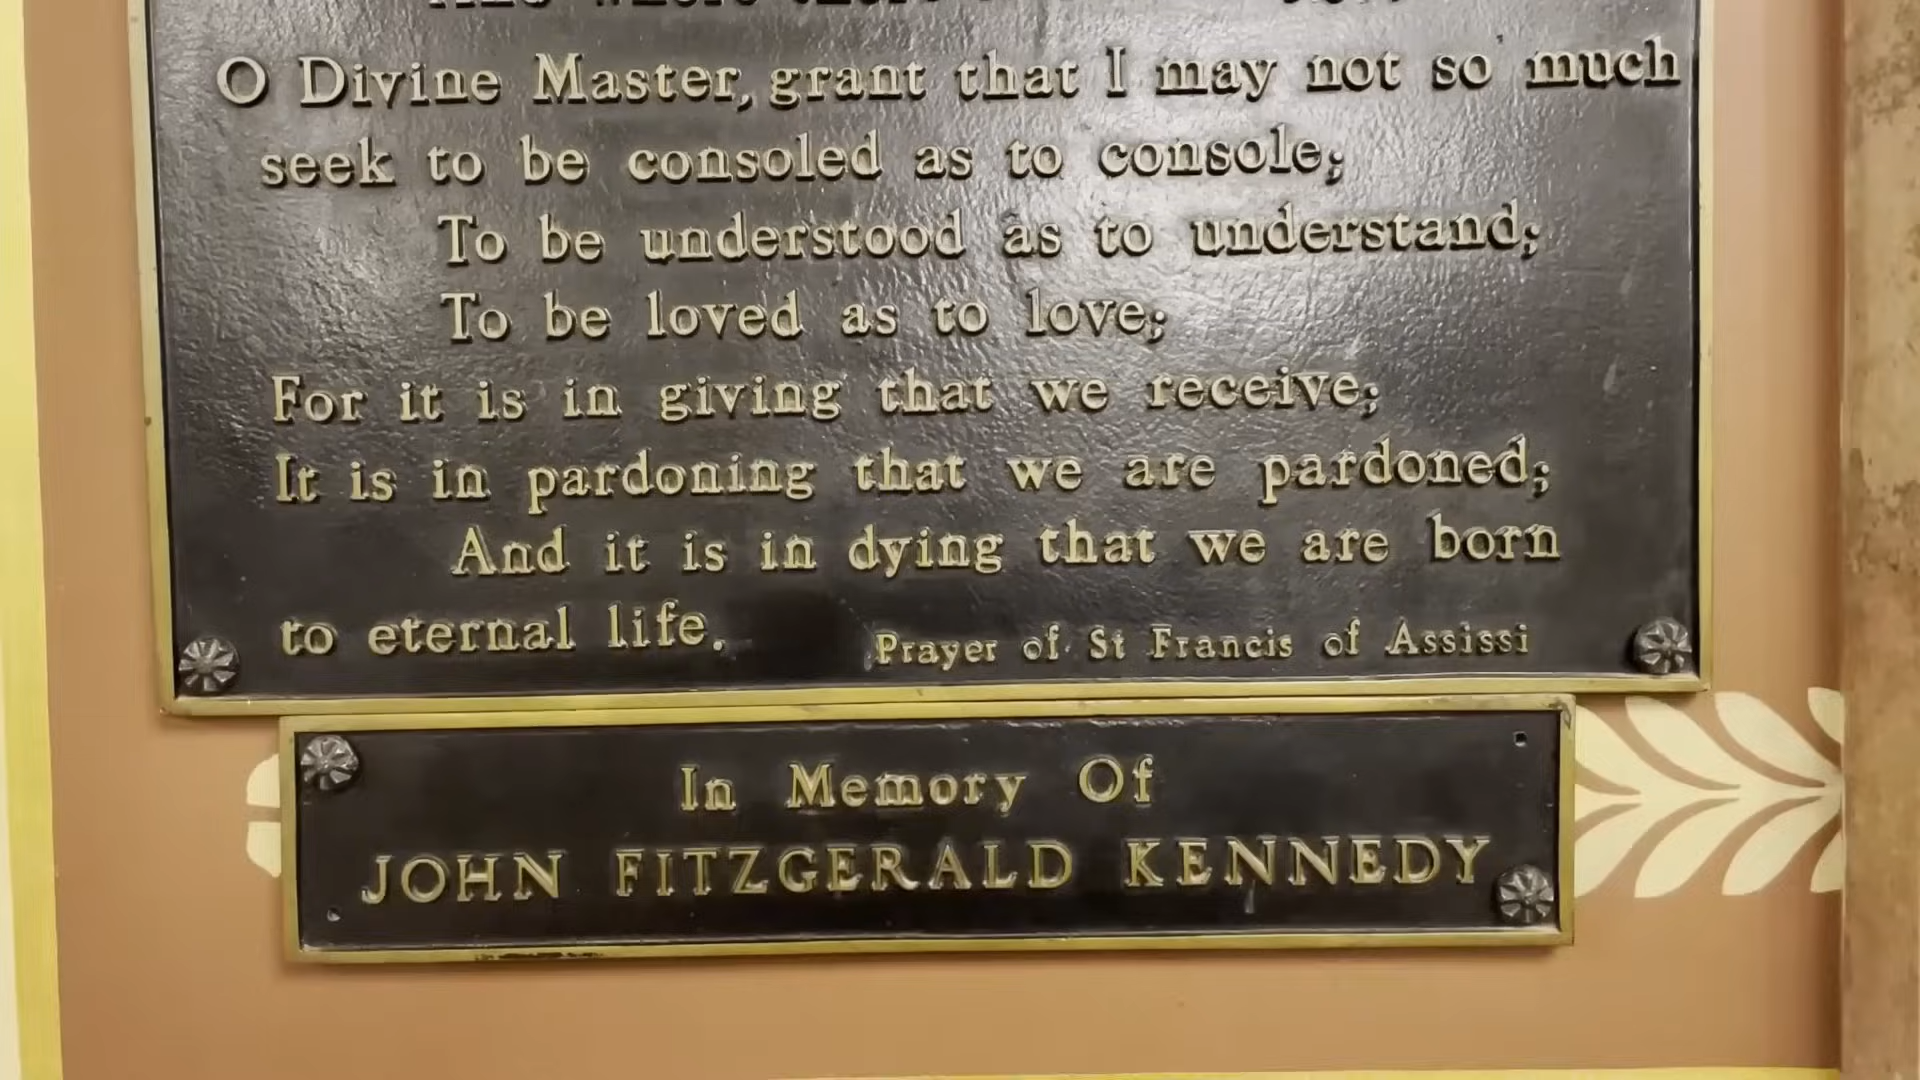 O Divine Master, grant that I may not so much
seek to be consoled as to console;
To be understood as to understand;
To be loved as to love;
For it is in giving that we receive;
It is in pardoning that we are pardoned;
And it is in dying that we are born
to eternal life.
Prayer of St Francis of Assissi
In Memory Of
JOHN FITZGERALD KENNEDY